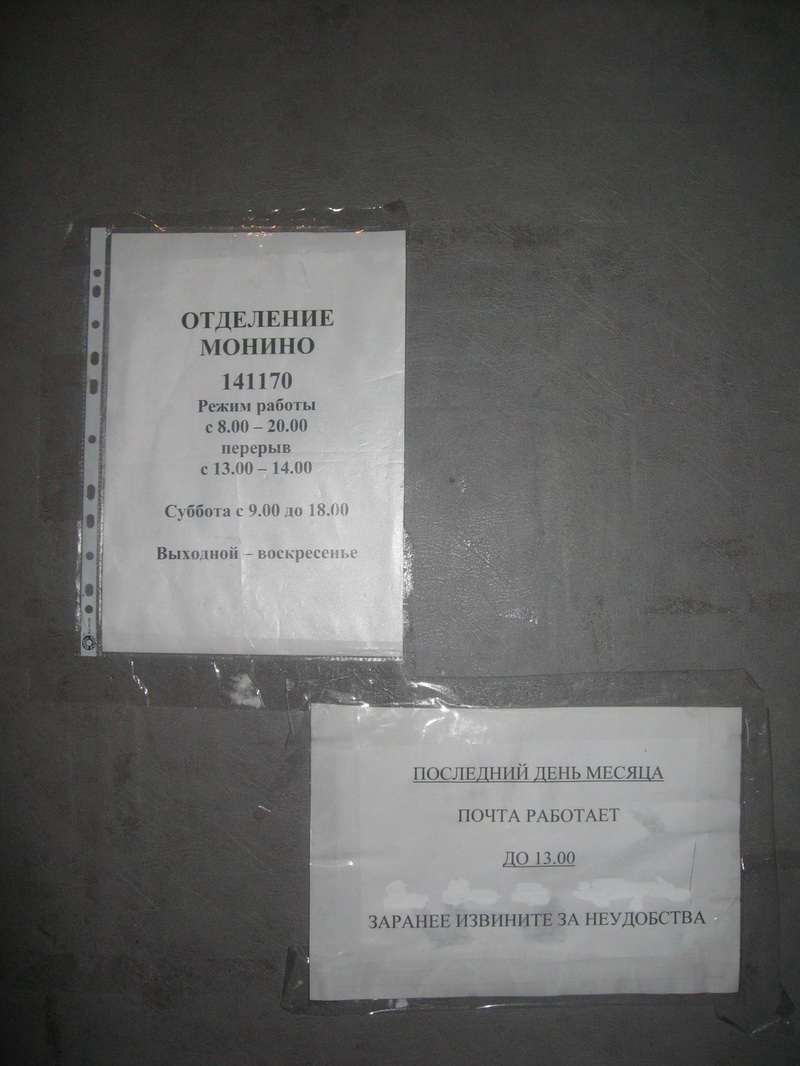 ОТДЕЛЕНИЕ
МОНИНО
141170
Режим работы
с 8.00 – 20.00
перерыв
с 13.00 – 14.00
Суббота с 9.00 до 18.00
Выходной – воскресенье
ПОСЛЕДНИЙ ДЕНЬ МЕСЯЦА
ПОЧТА РАБОТАЕТ
ДО 13.00
ЗАРАНЕЕ ИЗВИНИТЕ ЗА НЕУДОБСТВА